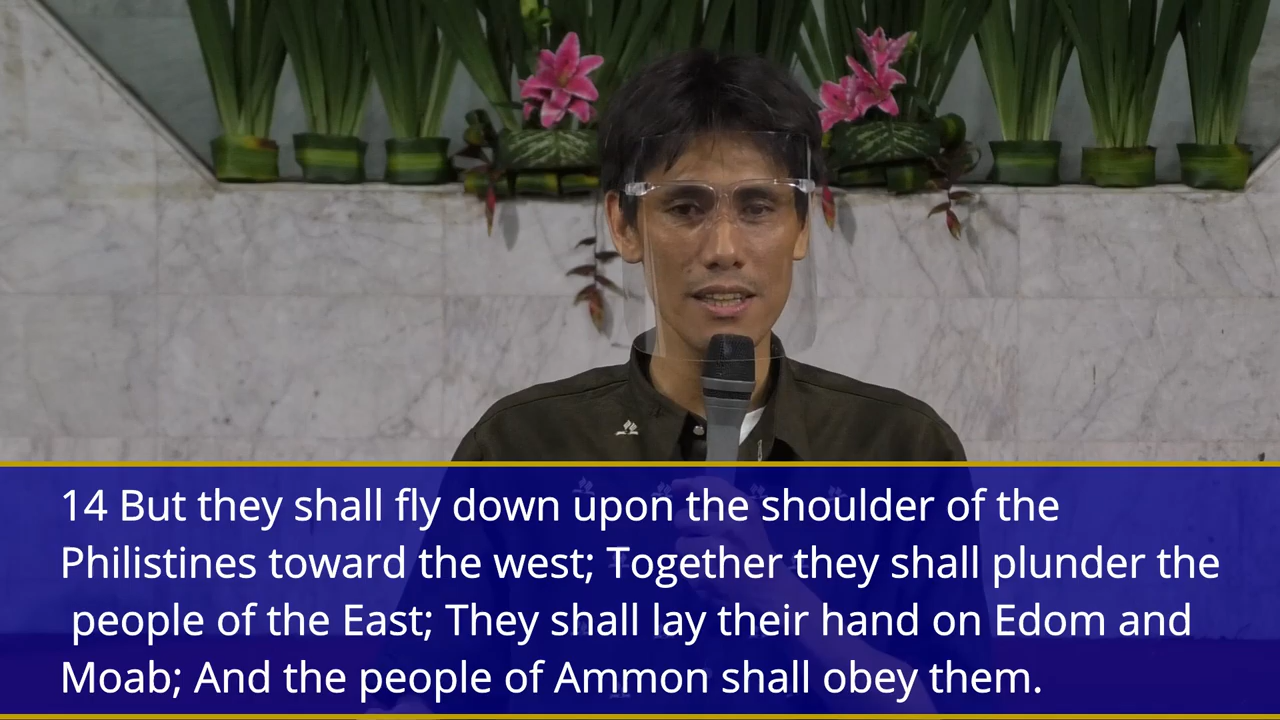 14 But they shall fly down upon the shoulder of the
Philistines toward the west; Together they shall plunder the
people of the East; They shall lay their hand on Edom and
Moab; And the people of Ammon shall obey them.